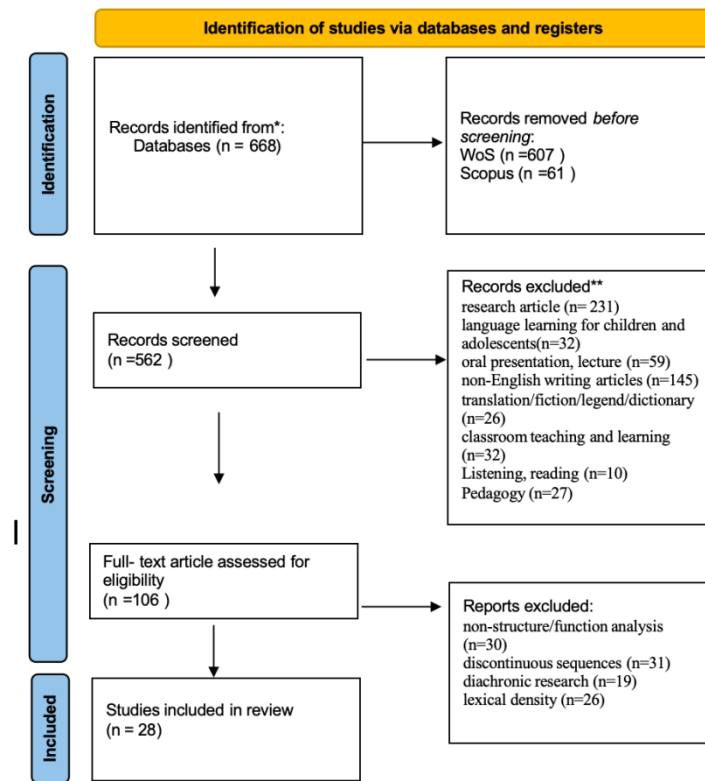 Identification of studies via databases and registers
Identification
Records identified from*:
Databases (n = 668)
Records removed before
screening:
WoS (n =607 )
Scopus (n =61 )
Screening
Records screened
(n =562 )
Records excluded**
research article (n= 231)
language learning for children and
adolescents(n=32)
oral presentation, lecture (n=59)
non-English writing articles (n=145)
translation/fiction/legend/dictionary
(n=26)
classroom teaching and learning
(n=32)
Listening, reading (n=10)
Pedagogy (n=27)
Full- text article assessed for
eligibility
(n =106 )
Reports excluded:
non-structure/function analysis
(n=30)
discontinuous sequences (n=31)
diachronic research (n=19)
lexical density (n=26)
Included
Studies included in review
(n = 28)